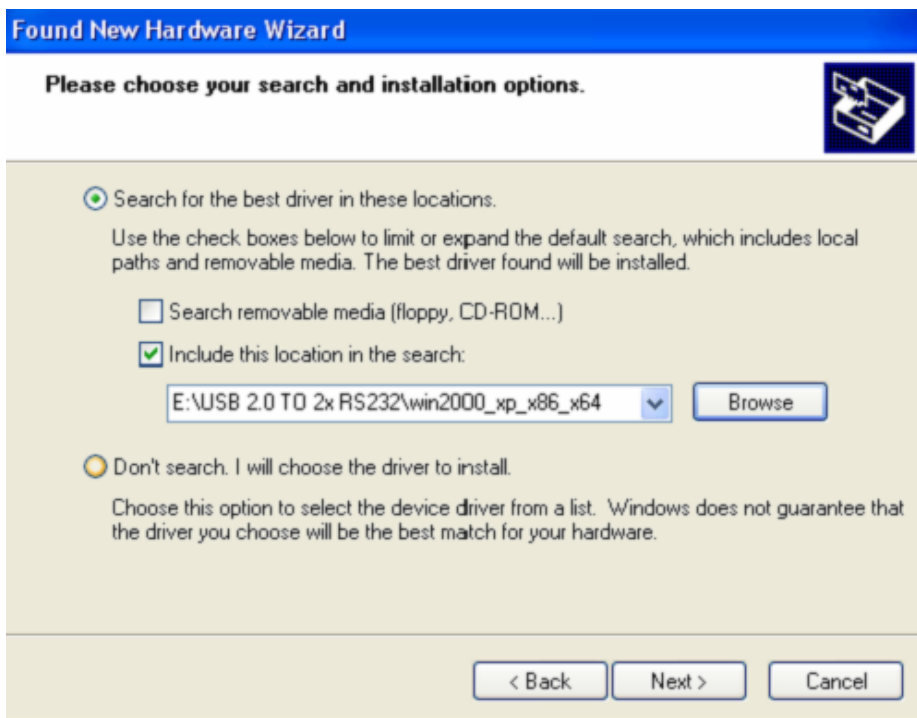 Found New Hardware Wizard
Please choose your search and installation options.
Search for the best driver in these locations.
Use the check boxes below to limit or expand the default search, which includes local
paths and removable media. The best driver found will be installed.
Search removable media (floppy, CD-ROM...)
Include this location in the search:
E:\USB 2.0 TO 2x RS232\win2000_xp_x86_x64
Browse
Don't search. I will choose the driver to install.
Choose this option to select the device driver from a list. Windows does not guarantee that
the driver you choose will be the best match for your hardware.
< Back
Next >
Cancel